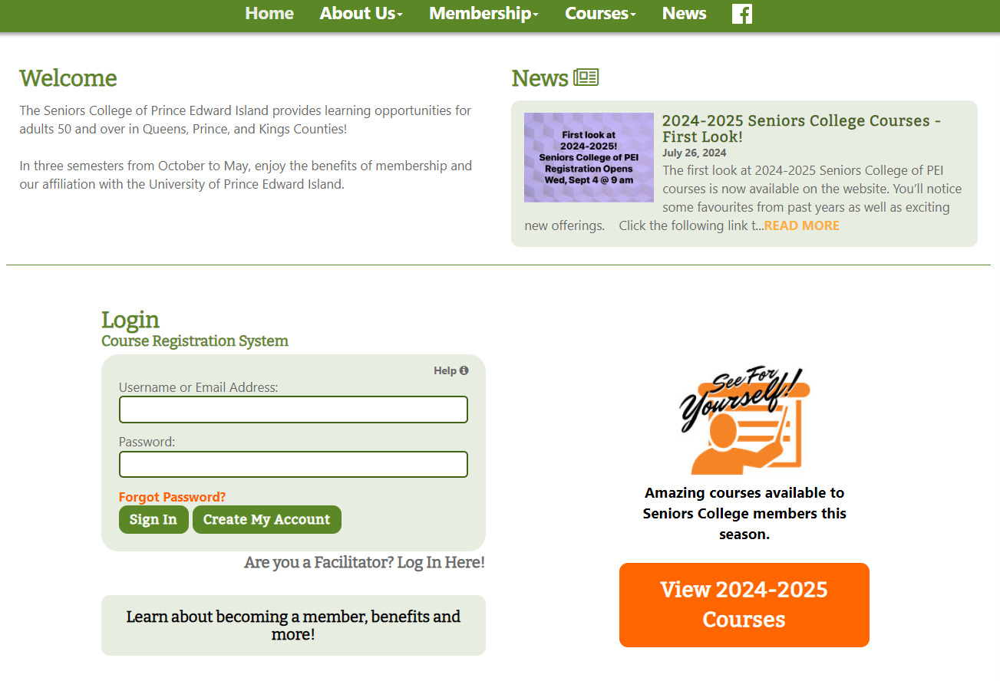 Home About Us Membership Courses News
Welcome
The Seniors College of Prince Edward Island provides learning opportunities for
adults 50 and over in Queens, Prince, and Kings Counties!
In three semesters from October to May, enjoy the benefits of membership and
our affiliation with the University of Prince Edward Island.
News
First look at
2024-2025!
Seniors College of PEI
Registration Opens
Wed, Sept 4 @ 9 am
2024-2025 Seniors College Courses -
First Look!
July 26, 2024
The first look at 2024-2025 Seniors College of PEI
courses is now available on the website. You’ll notice
some favourites from past years as well as exciting
new offerings. Click the following link t...READ MORE
Login
Course Registration System
Help
Username or Email Address:
Password:
Forgot Password?
Sign In Create My Account
Are you a Facilitator? Log In Here!
Learn about becoming a member, benefits and
more!
See For
Yourself!
Amazing courses available to
Seniors College members this
season.
View 2024-2025
Courses